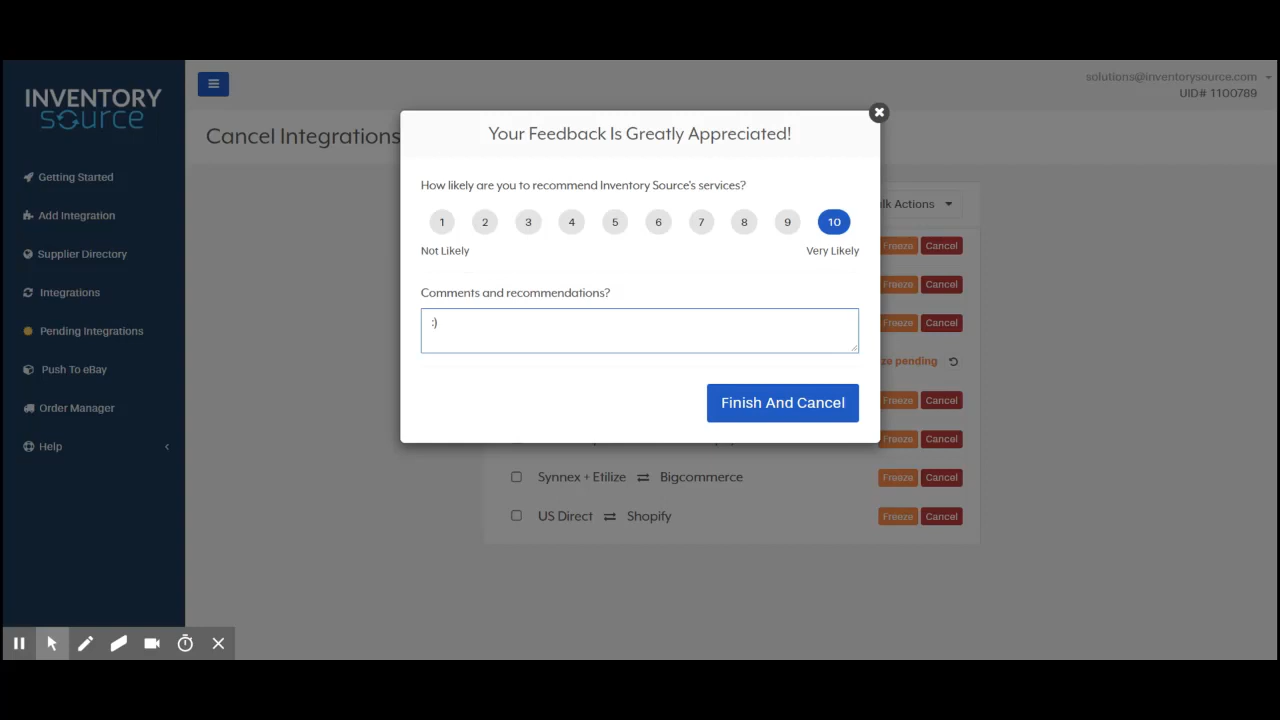 INVENTORY
source
solutions@inventorysource.com
UID# 1100789
Cancel Integrations
Getting Started
Add Integration
Supplier Directory
Integrations
Pending Integrations
Push To eBay
Order Manager
Help
Your Feedback Is Greatly Appreciated!
How likely are you to recommend Inventory Source's services?
1 2 3 4 5 6 7 8 9 10
Not Likely Very Likely
Comments and recommendations?
:)
Finish And Cancel
Actions
Freeze Cancel
Freeze Cancel
Freeze Cancel
pending
Freeze Cancel
Freeze Cancel
Synnex + Etilize ⇄ Bigcommerce Freeze Cancel
US Direct ⇄ Shopify Freeze Cancel